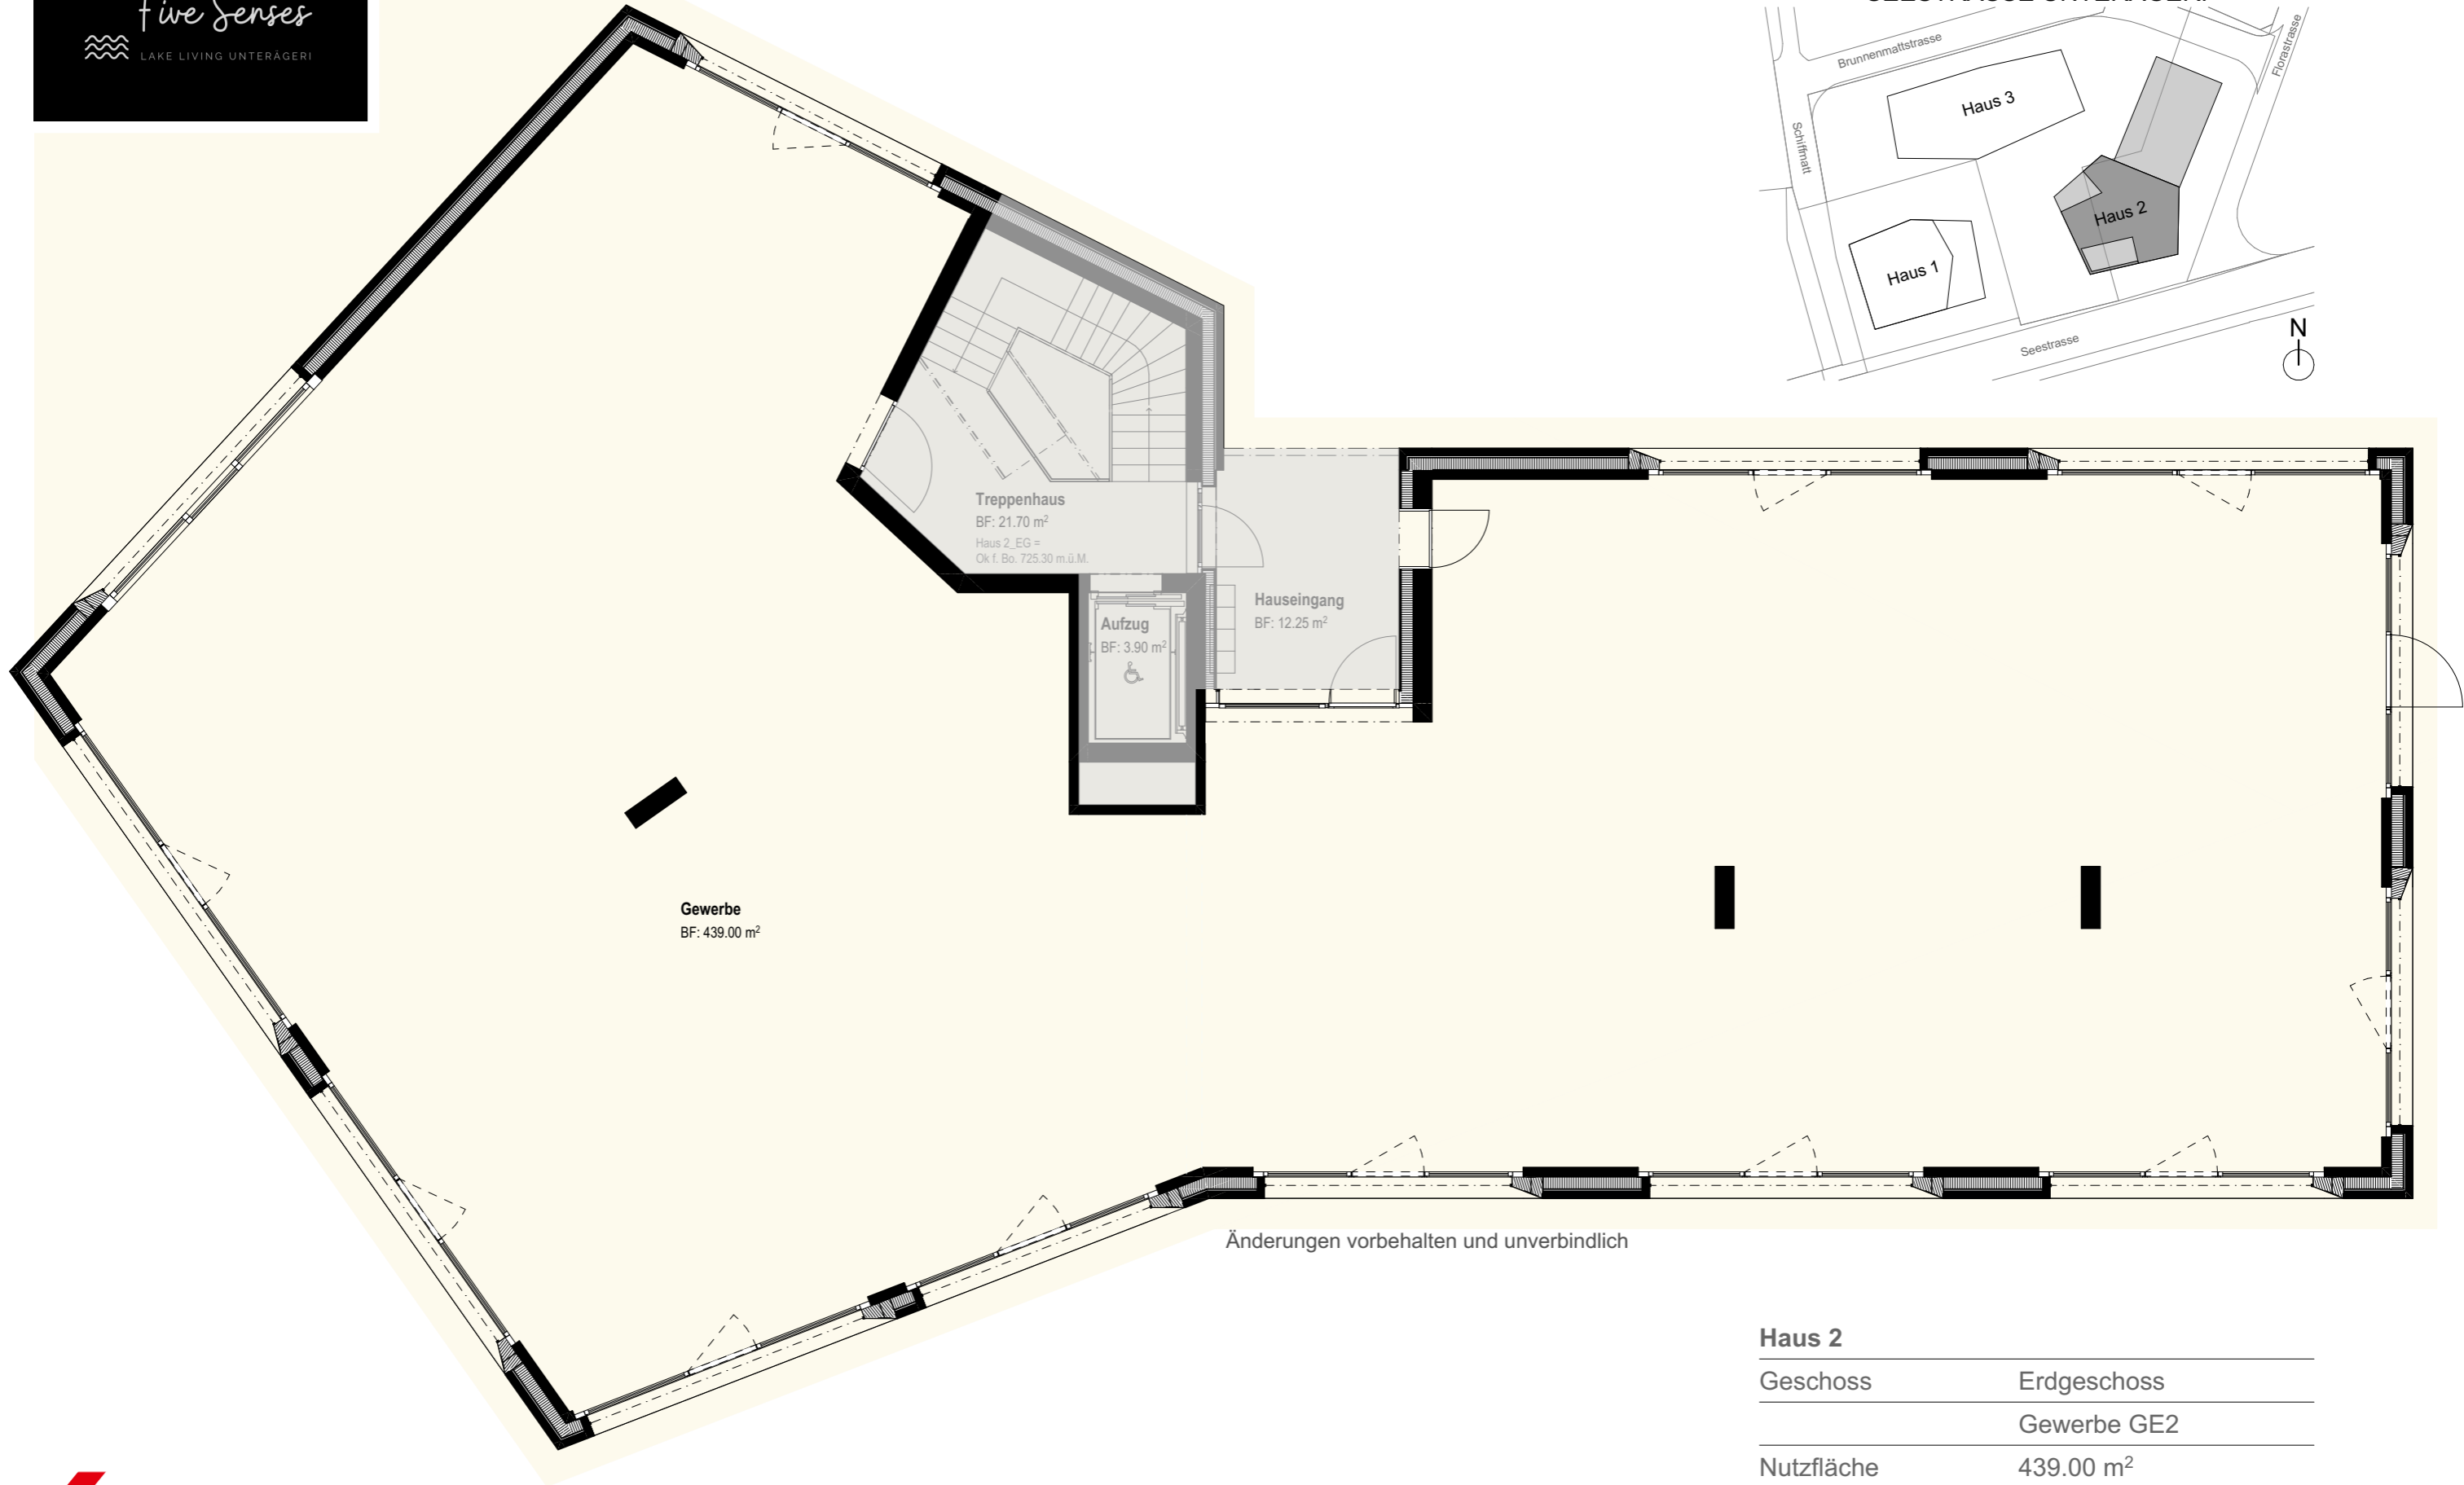 Five Senses
LAKE LIVING UNTERÄGERI
SEESTRASSE UNTERÄGERI
Brunnenmattstrasse
Florastrasse
Schiffmatt
Haus 3
Haus 2
Haus 1
Seestrasse
N
Treppenhaus
BF: 21.70 m²
Haus 2_EG =
Ok f. Bo. 725.30 m.ü.M.
Hauseingang
BF: 12.25 m²
Aufzug
BF: 3.90 m²
Gewerbe
BF: 439.00 m²
Änderungen vorbehalten und unverbindlich
Haus 2
Geschoss Erdgeschoss
Gewerbe GE2
Nutzfläche 439.00 m²